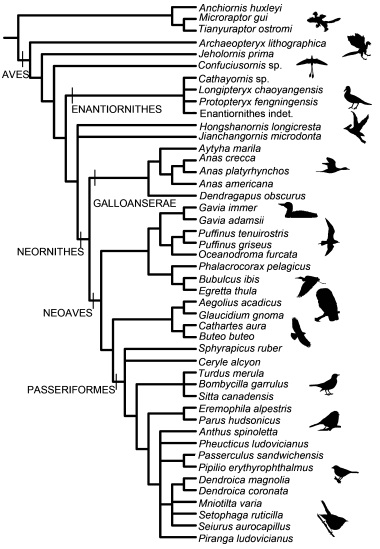 Anchiornis huxleyi
Microraptor gui
Tianyuraptor ostromi
Archaeopteryx lithographica
Jeholornis prima
AVES
Confuciusornis sp.
Cathayornis sp.
Longipteryx chaoyangensis
Protopteryx fengningensis
ENANTIORNITHES
Enantiornithes indet.
Hongshanornis longicresta
Jianchangornis microdonta
Aytyha marila
Anas crecca
Anas platyrhynchos
Anas americana
GALLOANSERAE
Dendragapus obscurus
Gavia immer
Gavia adamsii
Puffinus tenuirostris
Puffinus griseus
Oceanodroma furcata
NEORNITHES
Phalacrocorax pelagicus
Bubulcus ibis
Egretta thula
Aegolius acadicus
NEOAVES
Glaucidium gnoma
Cathartes aura
Buteo buteo
Sphyrapicus ruber
Ceryle alcyon
Turdus merula
PASSERIFORMES
Bombycilla garrulus
Sitta canadensis
Eremophila alpestris
Parus hudsonicus
Anthus spinoletta
Pheucticus ludovicianus
Passerculus sandwichensis
Pipilio erythyrophthalmus
Dendroica magnolia
Dendroica coronata
Mniotilta varia
Setophaga ruticilla
Seiurus aurocapillus
Piranga ludovicianus